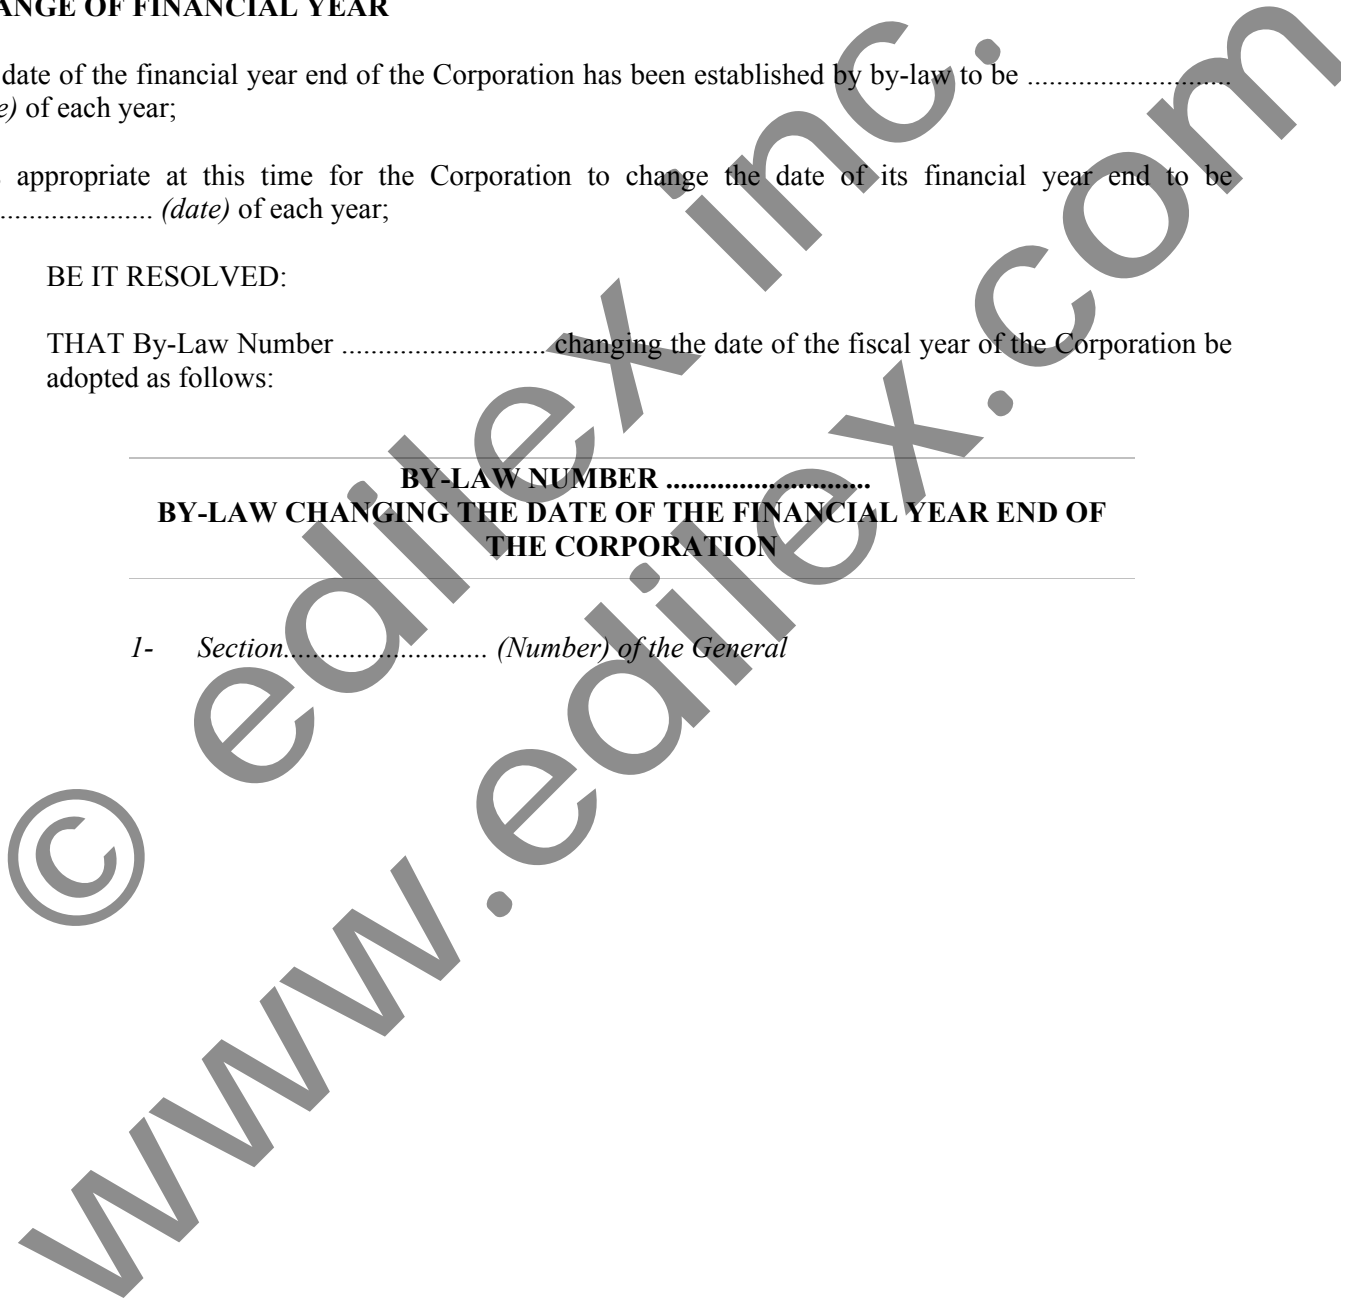 ANGE OF FINANCIAL YEAR
date of the financial year end of the Corporation has been established by by-law to be ............................
e) of each year;
appropriate at this time for the Corporation to change the date of its financial year end to be
..................... (date) of each year;
BE IT RESOLVED:
THAT By-Law Number ............................ changing the date of the fiscal year of the Corporation be
adopted as follows:
BY-LAW NUMBER ............................
BY-LAW CHANGING THE DATE OF THE FINANCIAL YEAR END OF
THE CORPORATION
1- Section............................ (Number) of the General
© edilex inc.
www.edilex.com